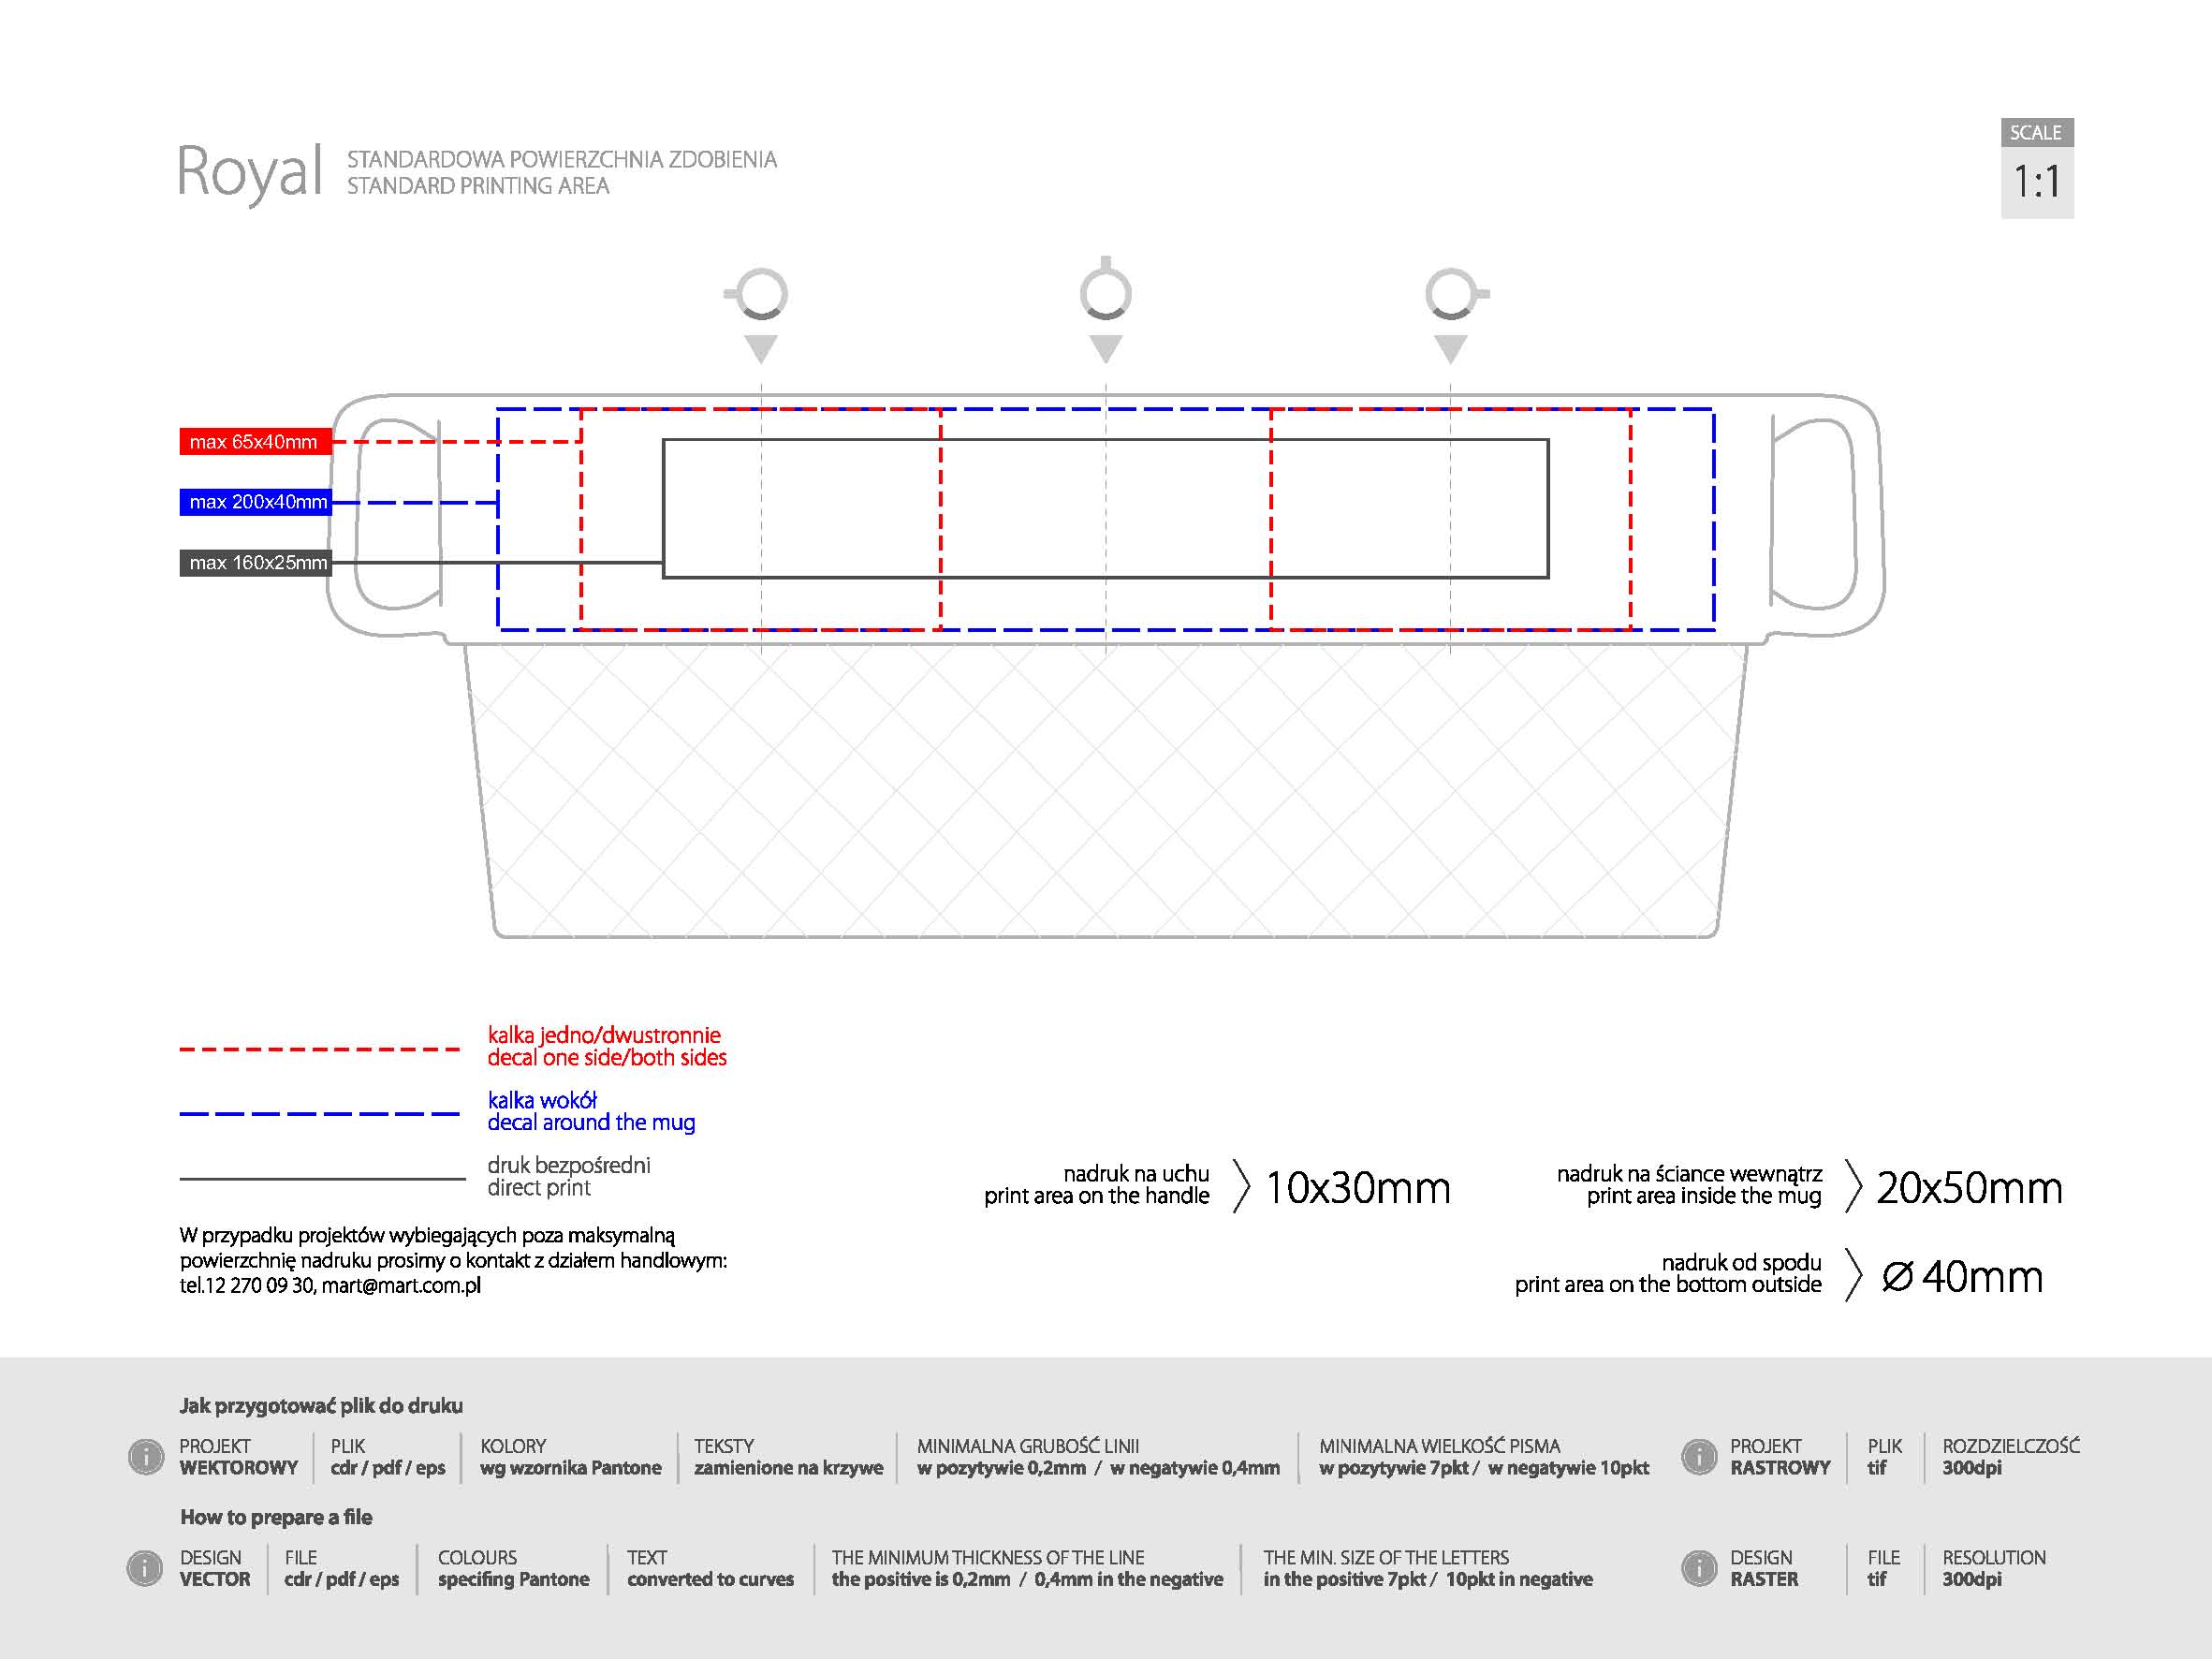 Royal
STANDARDOWA POWIERZCHNIA ZDOBIENIA
STANDARD PRINTING AREA
SCALE
1:1
max 65x40mm
max 200x40mm
max 160x25mm
kalka jedno/dwustronnie
decal one side/both sides
kalka wokół
decal around the mug
druk bezpośredni
direct print
W przypadku projektów wybiegających poza maksymalną
powierzchnię nadruku prosimy o kontakt z działem handlowym:
tel.12 270 09 30, mart@mart.com.pl
nadruk na uchu
print area on the handle
10x30mm
nadruk na ściance wewnątrz
print area inside the mug
20x50mm
nadruk od spodu
print area on the bottom outside
⌀ 40mm
Jak przygotować plik do druku
PROJEKT
WEKTOROWY
PLIK
cdr / pdf / eps
KOLORY
wg wzornika Pantone
TEKSTY
zamienione na krzywe
MINIMALNA GRUBOŚĆ LINII
w pozytywie 0,2mm / w negatywie 0,4mm
MINIMALNA WIELKOŚĆ PISMA
w pozytywie 7pkt / w negatywie 10pkt
PROJEKT
RASTROWY
PLIK
tif
ROZDZIELCZOŚĆ
300dpi
How to prepare a file
DESIGN
VECTOR
FILE
cdr / pdf / eps
COLOURS
specifing Pantone
TEXT
converted to curves
THE MINIMUM THICKNESS OF THE LINE
the positive is 0,2mm / 0,4mm in the negative
THE MIN. SIZE OF THE LETTERS
in the positive 7pkt / 10pkt in negative
DESIGN
RASTER
FILE
tif
RESOLUTION
300dpi